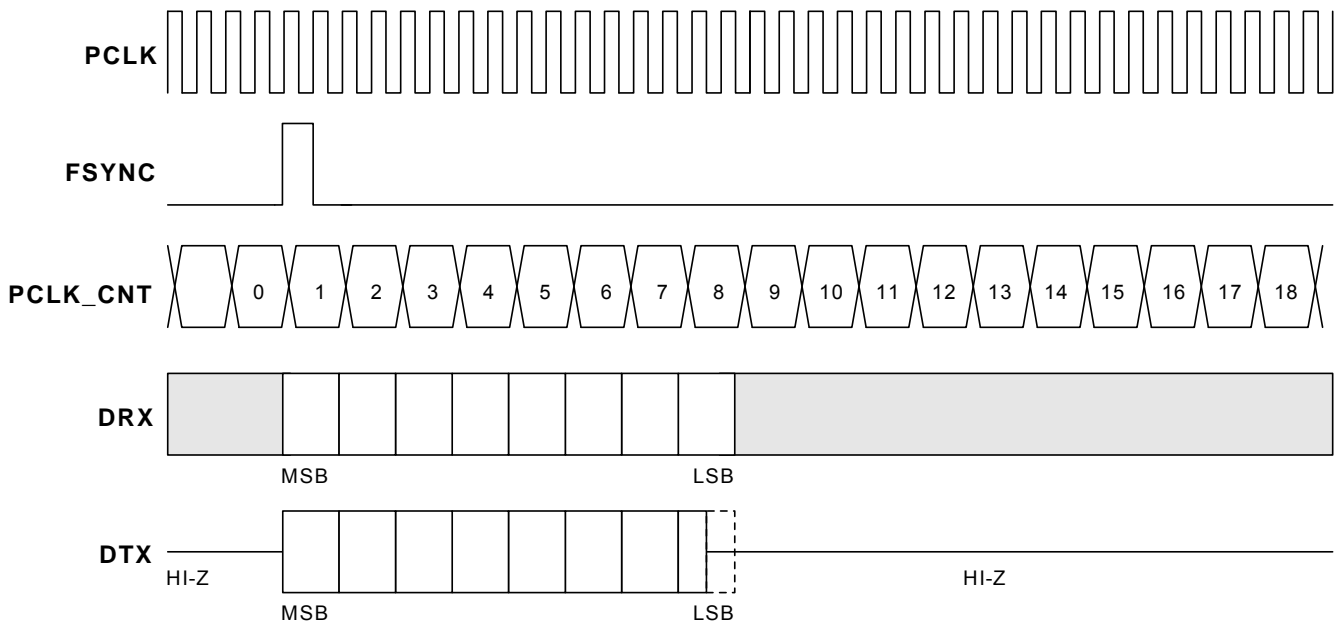 PCLK
FSYNC
PCLK_CNT 0 1 2 3 4 5 6 7 8 9 10 11 12 13 14 15 16 17 18
DRX
MSB LSB
DTX
HI-Z HI-Z
MSB LSB